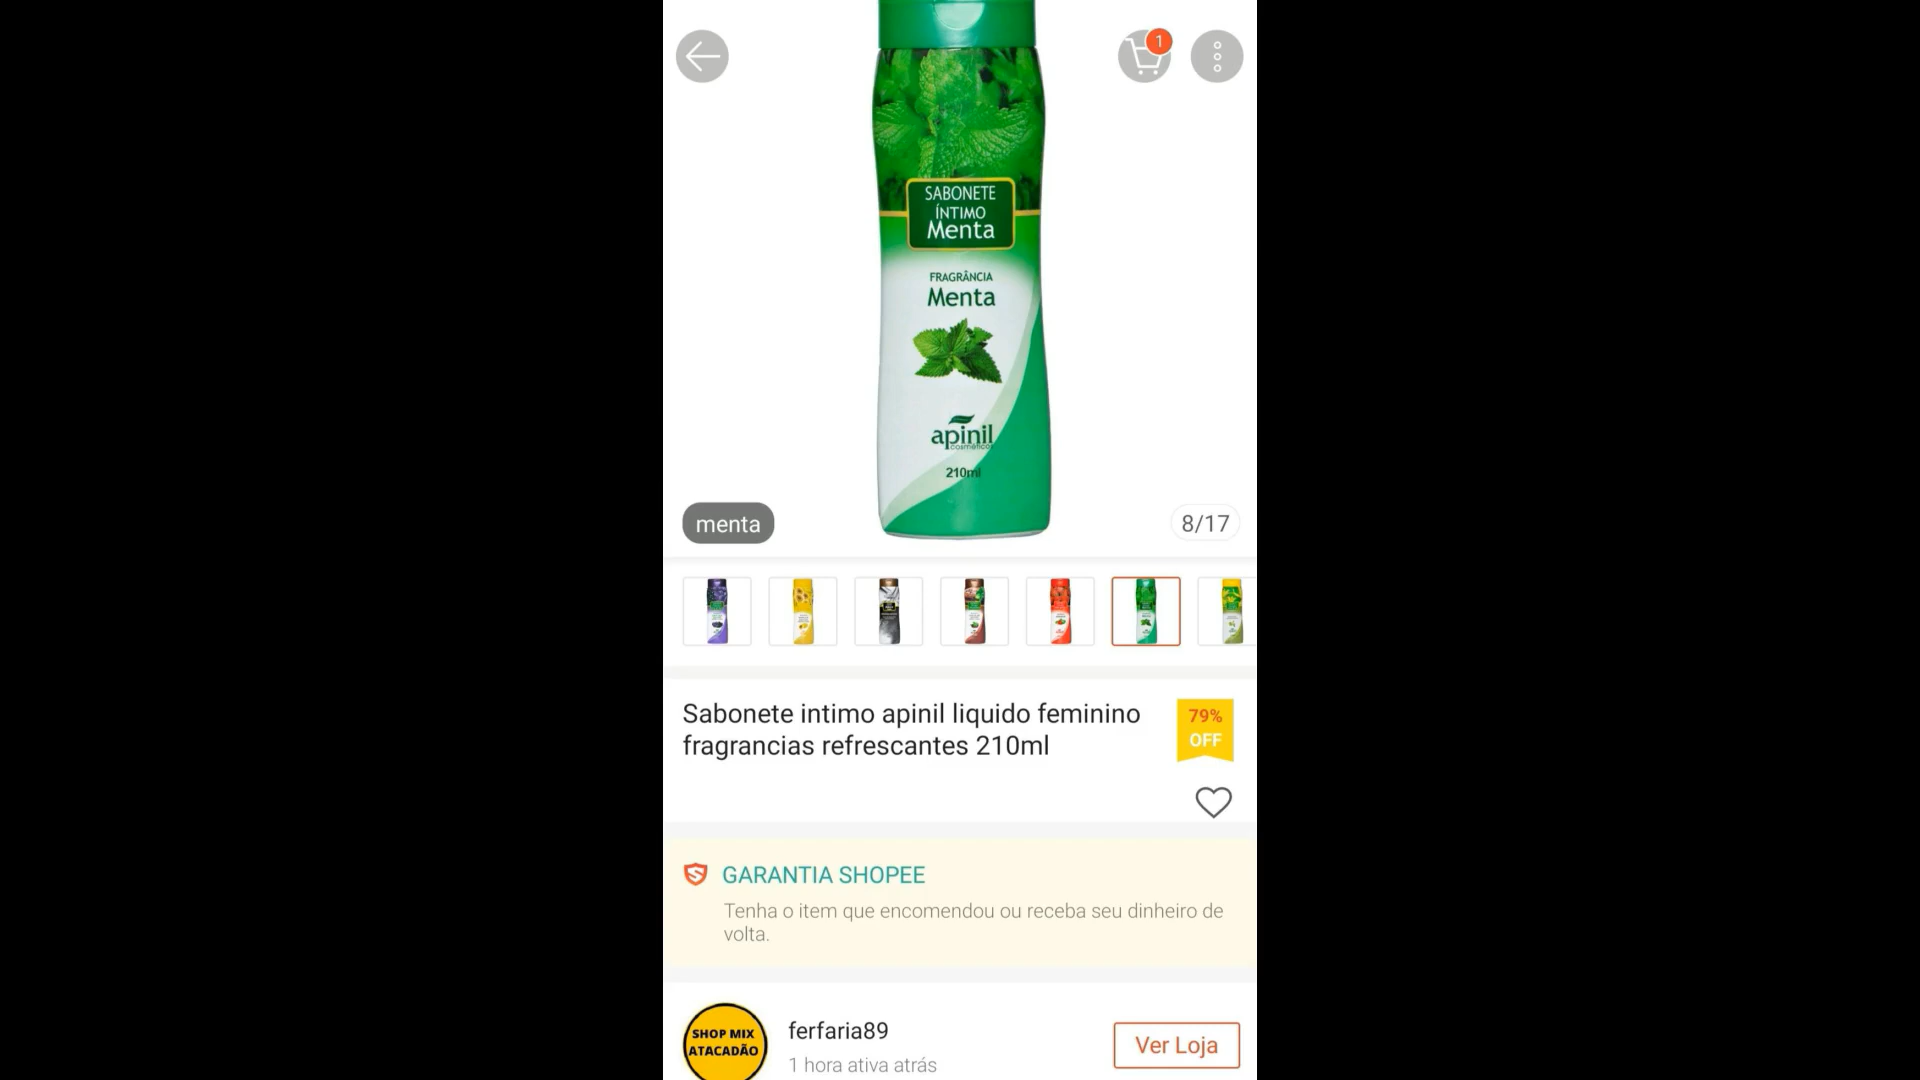 1
SABONETE
ÍNTIMO
Menta
FRAGRÂNCIA
Menta
apinil
cosméticos
210ml
menta
8/17
Sabonete intimo apinil liquido feminino
fragrancias refrescantes 210ml
79%
OFF
GARANTIA SHOPEE
Tenha o item que encomendou ou receba seu dinheiro de
volta.
SHOP MIX
ATACADÃO
ferfaria89
1 hora ativa atrás
Ver Loja